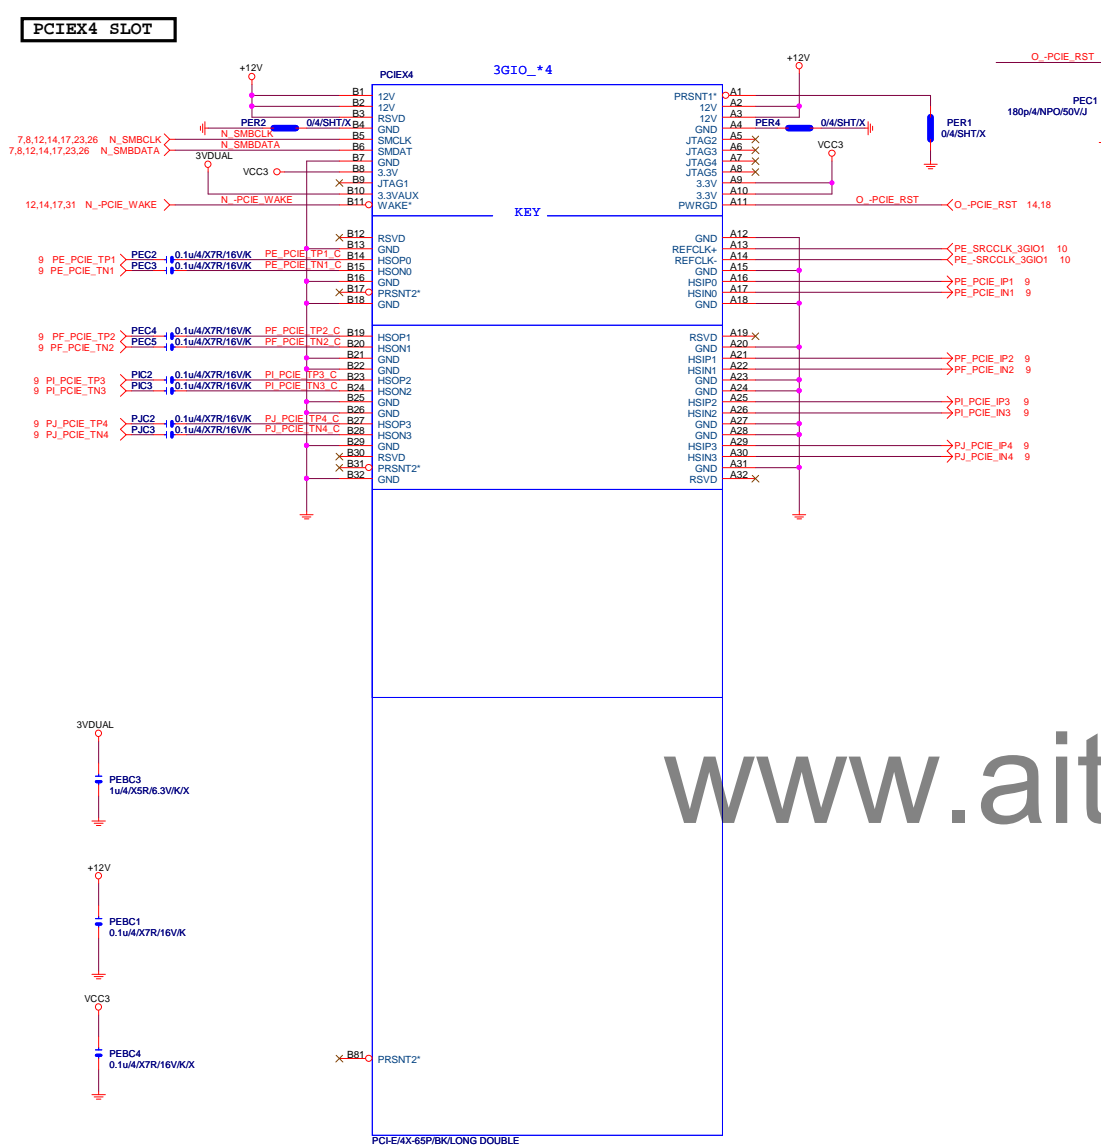 PCIEX4 SLOT
O_-PCIE_RST
+12V
PCIEX4
3GIO_*4
+12V
B1 12V PRSNT1* A1
B2 12V 12V A2
B3 RSVD 12V A3
PER2 0/4/SHT/X B4 GND GND A4 PER4 0/4/SHT/X
PEC1
180p/4/NPO/50V/J
PER1
0/4/SHT/X
7,8,12,14,17,23,26 N_SMBCLK N_SMBCLK B5 SMCLK JTAG2 A5
7,8,12,14,17,23,26 N_SMBDATA N_SMBDATA B6 SMDAT JTAG3 A6
3VDUAL B7 GND JTAG4 A7 VCC3
VCC3 B8 3.3V JTAG5 A8
B9 JTAG1 3.3V A9
B10 3.3VAUX 3.3V A10
12,14,17,31 N_-PCIE_WAKE N_-PCIE_WAKE B11 WAKE* PWRGD A11 O_-PCIE_RST O_-PCIE_RST 14,18
KEY
B12 RSVD GND A12
B13 GND REFCLK+ A13 PE_SRCCLK_3GIO1 10
9 PE_PCIE_TP1 PEC2 0.1u/4/X7R/16V/K PE_PCIE_TP1_C B14 HSOP0 REFCLK- A14 PE_-SRCCLK_3GIO1 10
9 PE_PCIE_TN1 PEC3 0.1u/4/X7R/16V/K PE_PCIE_TN1_C B15 HSON0 GND A15
B16 GND HSIP0 A16 PE_PCIE_IP1 9
B17 PRSNT2* HSIN0 A17 PE_PCIE_IN1 9
B18 GND GND A18
9 PF_PCIE_TP2 PEC4 0.1u/4/X7R/16V/K PF_PCIE_TP2_C B19 HSOP1 RSVD A19
9 PF_PCIE_TN2 PEC5 0.1u/4/X7R/16V/K PF_PCIE_TN2_C B20 HSON1 GND A20
B21 GND HSIP1 A21 PF_PCIE_IP2 9
B22 GND HSIN1 A22 PF_PCIE_IN2 9
9 PI_PCIE_TP3 PIC2 0.1u/4/X7R/16V/K PI_PCIE_TP3_C B23 HSOP2 GND A23
9 PI_PCIE_TN3 PIC3 0.1u/4/X7R/16V/K PI_PCIE_TN3_C B24 HSON2 GND A24
B25 GND HSIP2 A25 PI_PCIE_IP3 9
B26 GND HSIN2 A26 PI_PCIE_IN3 9
9 PJ_PCIE_TP4 PJC2 0.1u/4/X7R/16V/K PJ_PCIE_TP4_C B27 HSOP3 GND A27
9 PJ_PCIE_TN4 PJC3 0.1u/4/X7R/16V/K PJ_PCIE_TN4_C B28 HSON3 GND A28
B29 GND HSIP3 A29 PJ_PCIE_IP4 9
B30 RSVD HSIN3 A30 PJ_PCIE_IN4 9
B31 PRSNT2* GND A31
B32 GND RSVD A32
3VDUAL
PEBC3
1u/4/X5R/6.3V/K/X
www.ait
+12V
PEBC1
0.1u/4/X7R/16V/K
VCC3
PEBC4
0.1u/4/X7R/16V/K/X
B81 PRSNT2*
PCI-E/4X-65P/BK/LONG DOUBLE